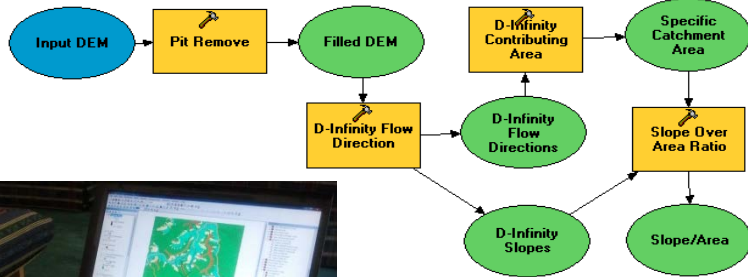 Input DEM
Pit Remove
Filled DEM
D-Infinity
Contributing
Area
Specific
Catchment
Area
D-Infinity Flow
Direction
D-Infinity
Flow
Directions
Slope Over
Area Ratio
D-Infinity
Slopes
Slope/Area